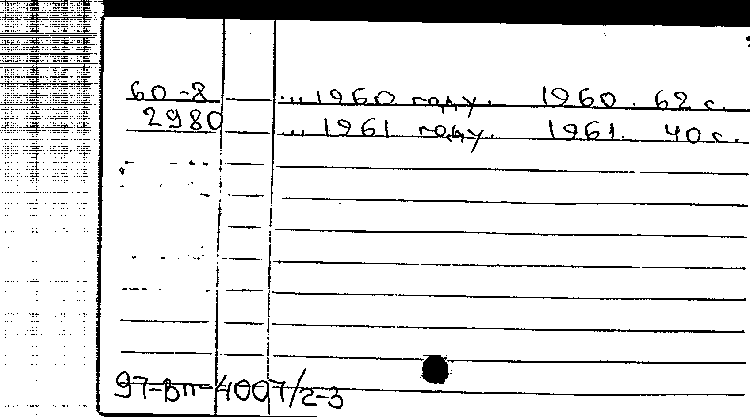 60-8 ... 1960 году. 1960. 62 с.
2980 ... 1961 году. 1961. 40 с.
97-вп-4007/2-3